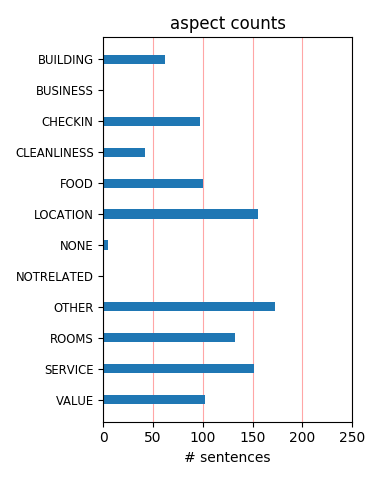 aspect counts
BUILDING
BUSINESS
CHECKIN
CLEANLINESS
FOOD
LOCATION
NONE
NOTRELATED
OTHER
ROOMS
SERVICE
VALUE
0 50 100 150 200 250
# sentences